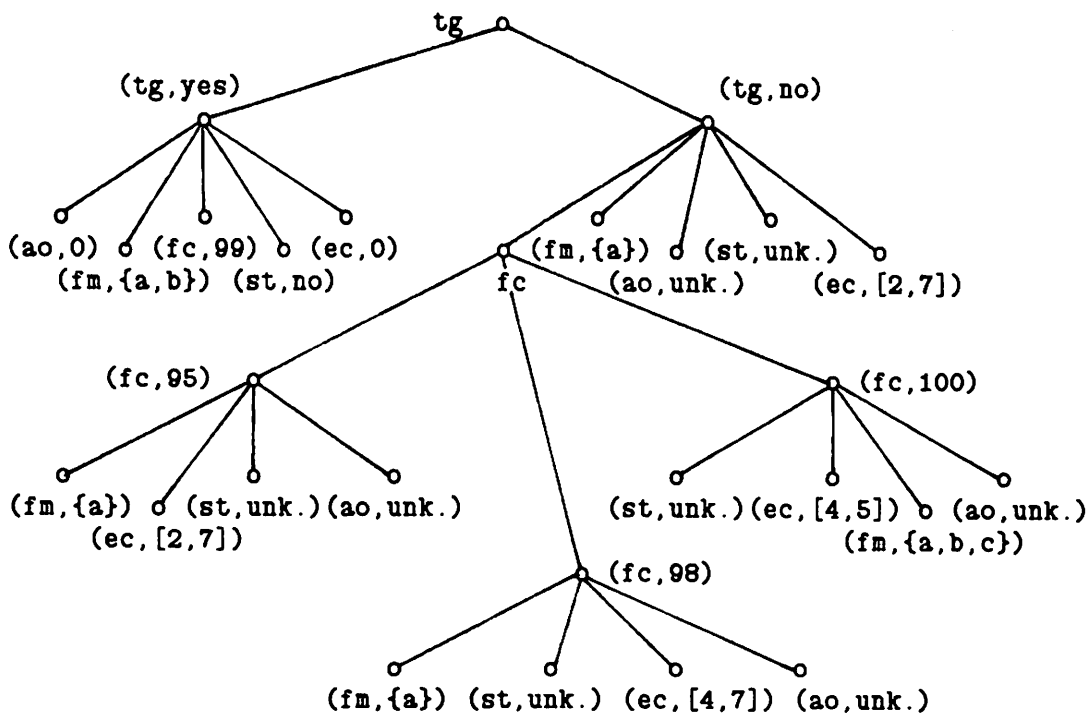 tg
(tg,yes)
(tg,no)
(ao,0) (fc,99) (ec,0)
(fm,{a,b}) (st,no)
(fm,{a}) (st,unk.)
(ao,unk.)
(ec,[2,7])
fc
(fc,95)
(fc,100)
(fm,{a}) (st,unk.) (ao,unk.)
(ec,[2,7])
(st,unk.) (ec,[4,5]) (ao,unk.)
(fm,{a,b,c})
(fc,98)
(fm,{a}) (st,unk.) (ec,[4,7]) (ao,unk.)